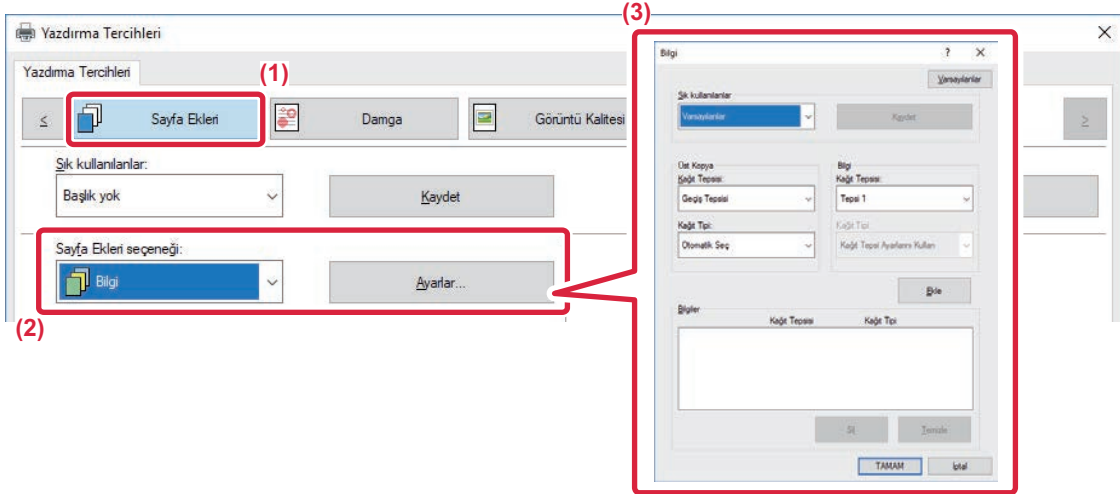 (3)
Yazdırma Tercihleri
Yazdırma Tercihleri
(1)
<
Sayfa Ekleri
Damga
Görüntü Kalitesi
>
Sık kullanılanlar:
Başlık yok
Kaydet
Sayfa Ekleri seçeneği:
Bilgi
Ayarlar...
(2)
Bilgi
?
Varsayılanlar
Sık kullanılanlar
Varsayılanlar
Kaydet
Üst Kopya
Kağıt Tepsisi:
Geçiş Tepsisi
Kağıt Tipi:
Otomatik Seç
Bilgi
Kağıt Tepsisi:
Tepsi 1
Kağıt Tipi:
Kağıt Tepsi Ayarlarını Kullan
Ekle
Bilgiler
Kağıt Tepsisi Kağıt Tipi
Sil
Temizle
TAMAM
İptal